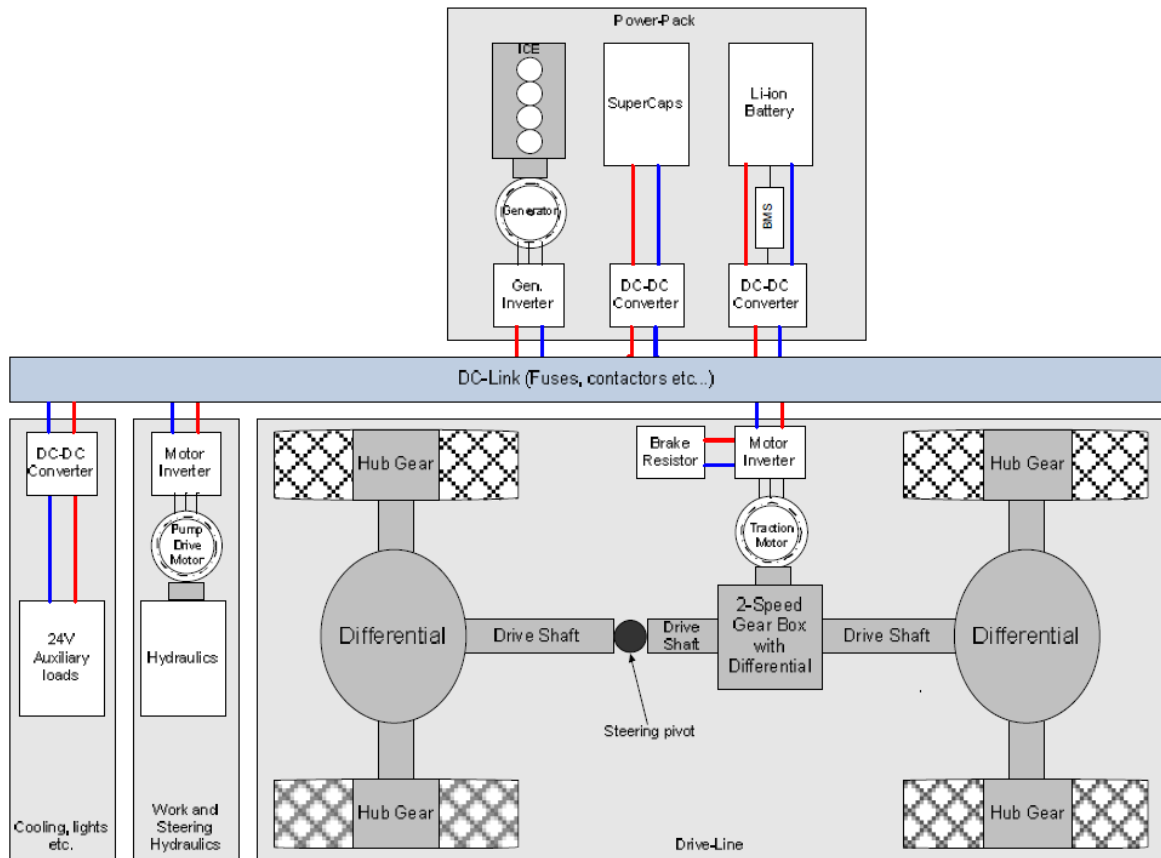 Power-Pack
ICE
SuperCaps
Li-ion
Battery
Generator
BMS
Gen.
Inverter
DC-DC
Converter
DC-DC
Converter
DC-Link (Fuses, contactors etc...)
DC-DC
Converter
Motor
Inverter
Hub Gear
Brake
Resistor
Motor
Inverter
Hub Gear
Pump
Drive
Motor
Traction
Motor
24V
Auxiliary
loads
Hydraulics
Differential
Drive Shaft
Drive
Shaft
2-Speed
Gear Box
with
Differential
Drive Shaft
Differential
Steering pivot
Hub Gear
Hub Gear
Cooling, lights
etc.
Work and
Steering
Hydraulics
Drive-Line